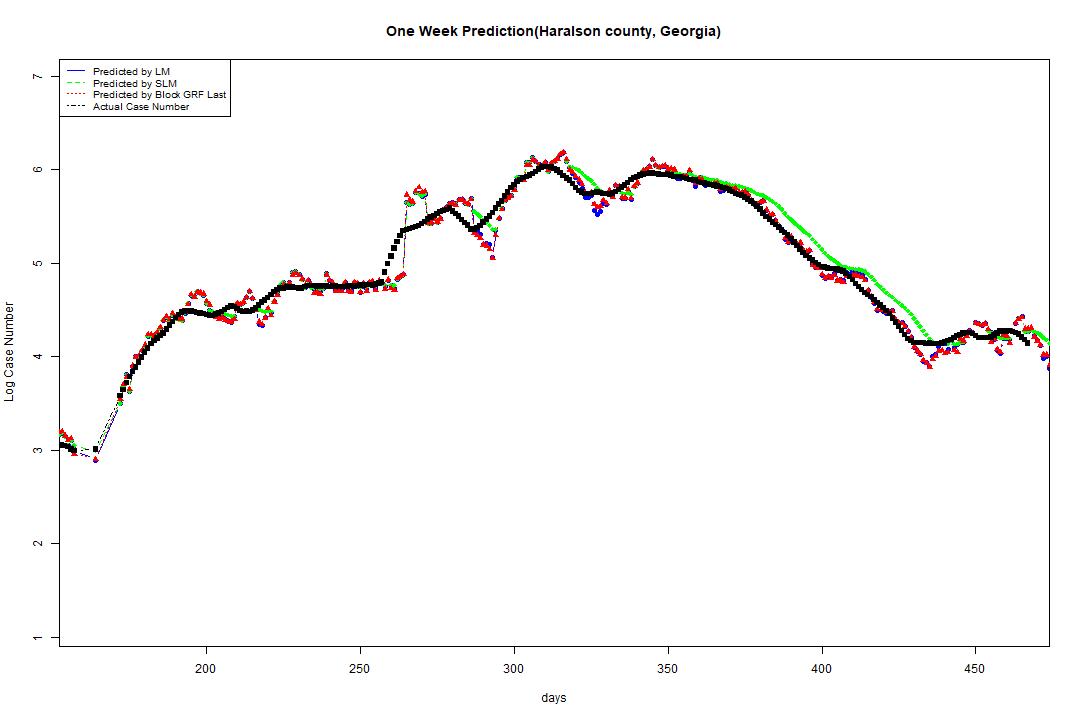 One Week Prediction(Haralson county, Georgia)
Predicted by LM
Predicted by SLM
Predicted by Block GRF Last
Actual Case Number
7
6
5
4
3
2
1
Log Case Number
200 250 300 350 400 450
days